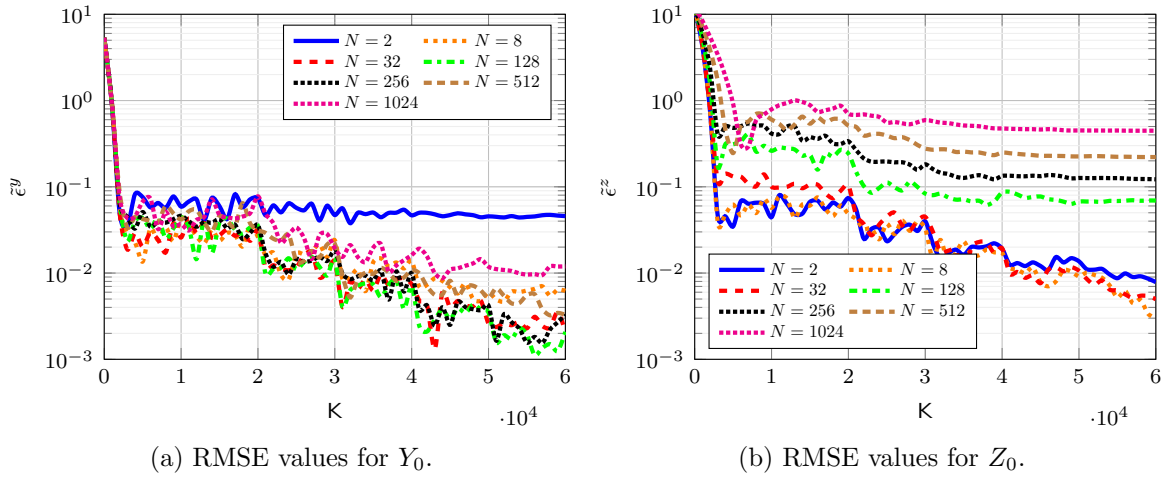 10^1
10^0
10^{-1}
10^{-2}
10^{-3}
ϵ̃^y
N = 2
N = 8
N = 32
N = 128
N = 256
N = 512
N = 1024
0 1 2 3 4 5 6
K
·10^4
(a) RMSE values for Y_0.
10^1
10^0
10^{-1}
10^{-2}
10^{-3}
ϵ̃^z
N = 2
N = 8
N = 32
N = 128
N = 256
N = 512
N = 1024
0 1 2 3 4 5 6
K
·10^4
(b) RMSE values for Z_0.